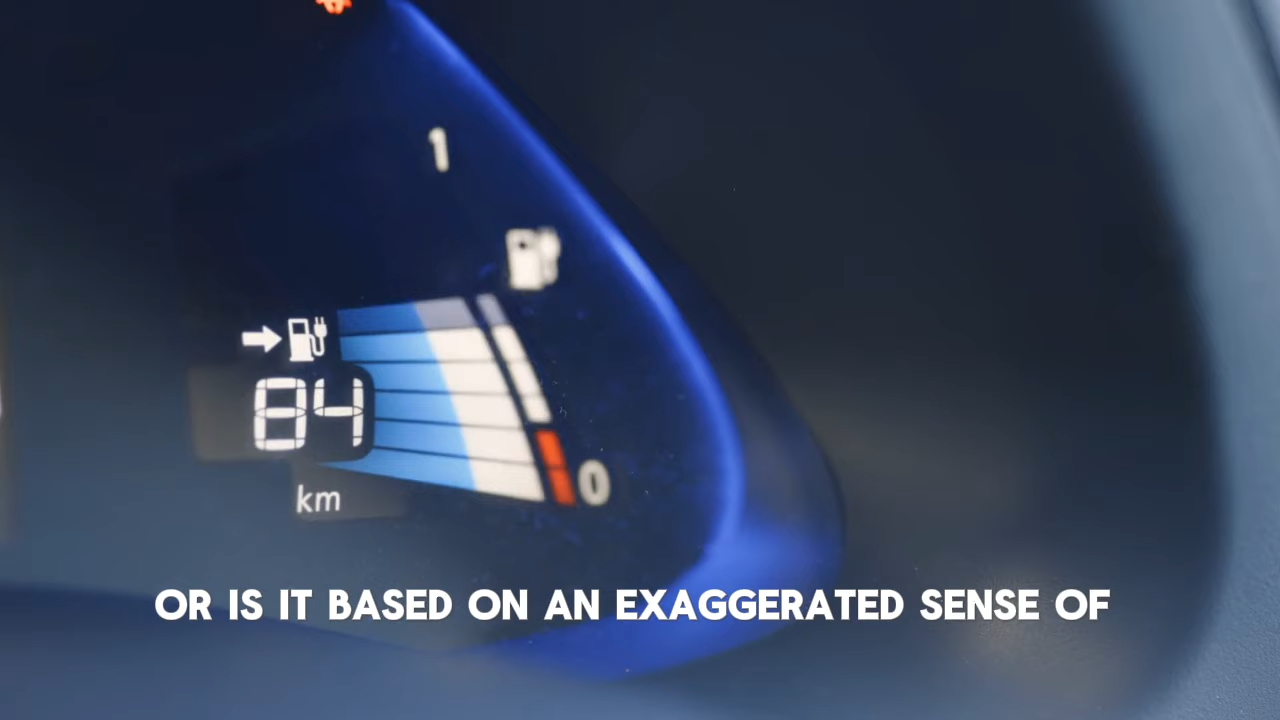 1
84
km
0
OR IS IT BASED ON AN EXAGGERATED SENSE OF